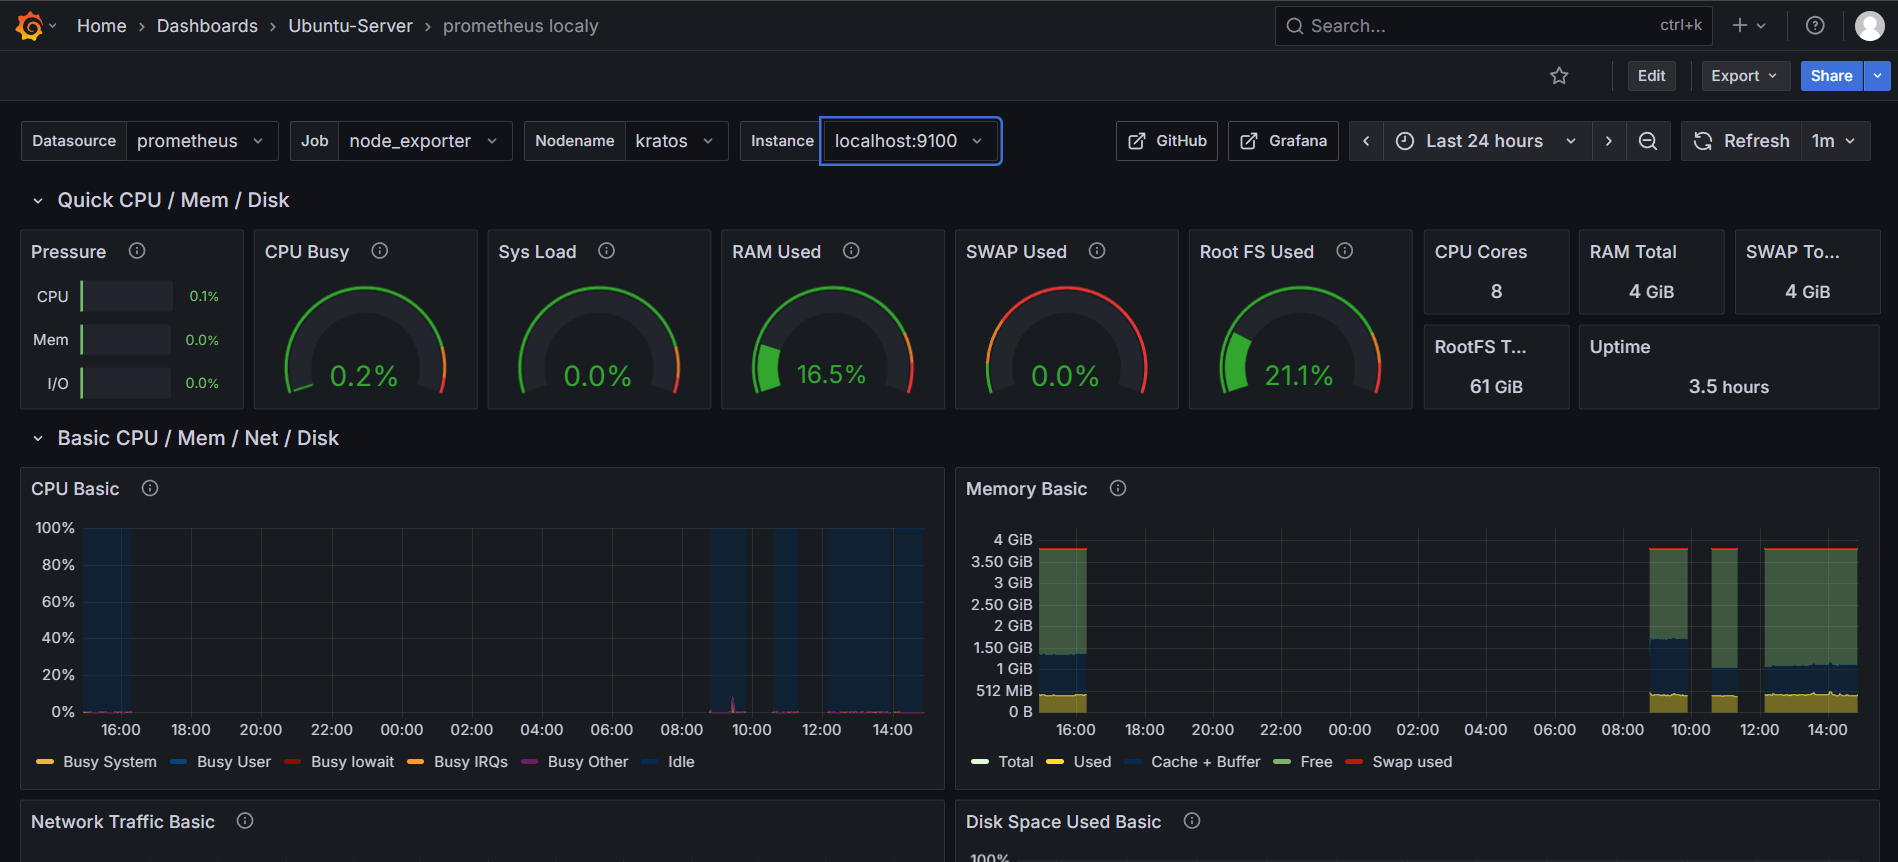 Home › Dashboards › Ubuntu-Server › prometheus localy
Search... ctrl+k
Edit Export Share
Datasource prometheus Job node_exporter Nodename kratos Instance localhost:9100 GitHub Grafana Last 24 hours Refresh 1m
Quick CPU / Mem / Disk
Pressure
CPU 0.1%
Mem 0.0%
I/O 0.0%
CPU Busy
0.2%
Sys Load
0.0%
RAM Used
16.5%
SWAP Used
0.0%
Root FS Used
21.1%
CPU Cores
8
RAM Total
4 GiB
SWAP To...
4 GiB
RootFS T...
61 GiB
Uptime
3.5 hours
Basic CPU / Mem / Net / Disk
CPU Basic
100%
80%
60%
40%
20%
0%
16:00 18:00 20:00 22:00 00:00 02:00 04:00 06:00 08:00 10:00 12:00 14:00
Busy System Busy User Busy Iowait Busy IRQs Busy Other Idle
Memory Basic
4 GiB
3.50 GiB
3 GiB
2.50 GiB
2 GiB
1.50 GiB
1 GiB
512 MiB
0 B
16:00 18:00 20:00 22:00 00:00 02:00 04:00 06:00 08:00 10:00 12:00 14:00
Total Used Cache + Buffer Free Swap used
Network Traffic Basic
Disk Space Used Basic
100%